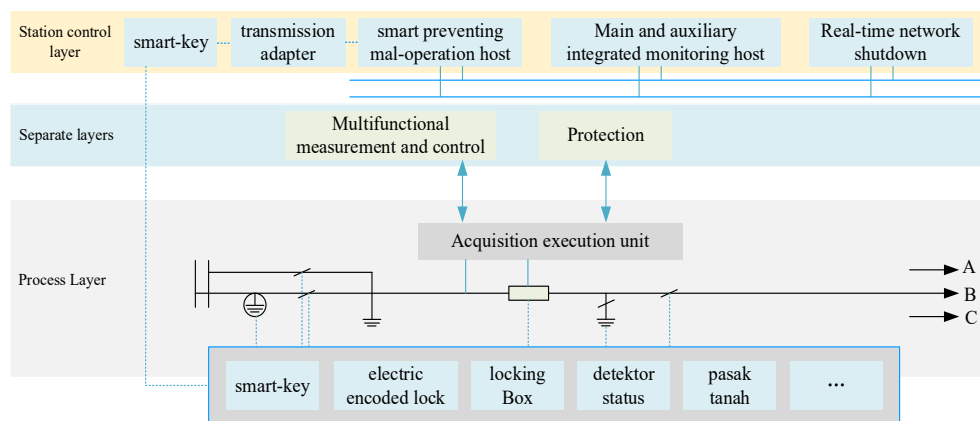 Station control
layer
smart-key
transmission
adapter
smart preventing
mal-operation host
Main and auxiliary
integrated monitoring host
Real-time network
shutdown
Separate layers
Multifunctional
measurement and control
Protection
Process Layer
Acquisition execution unit
A
B
C
smart-key
electric
encoded lock
locking
Box
detektor
status
pasak
tanah
...